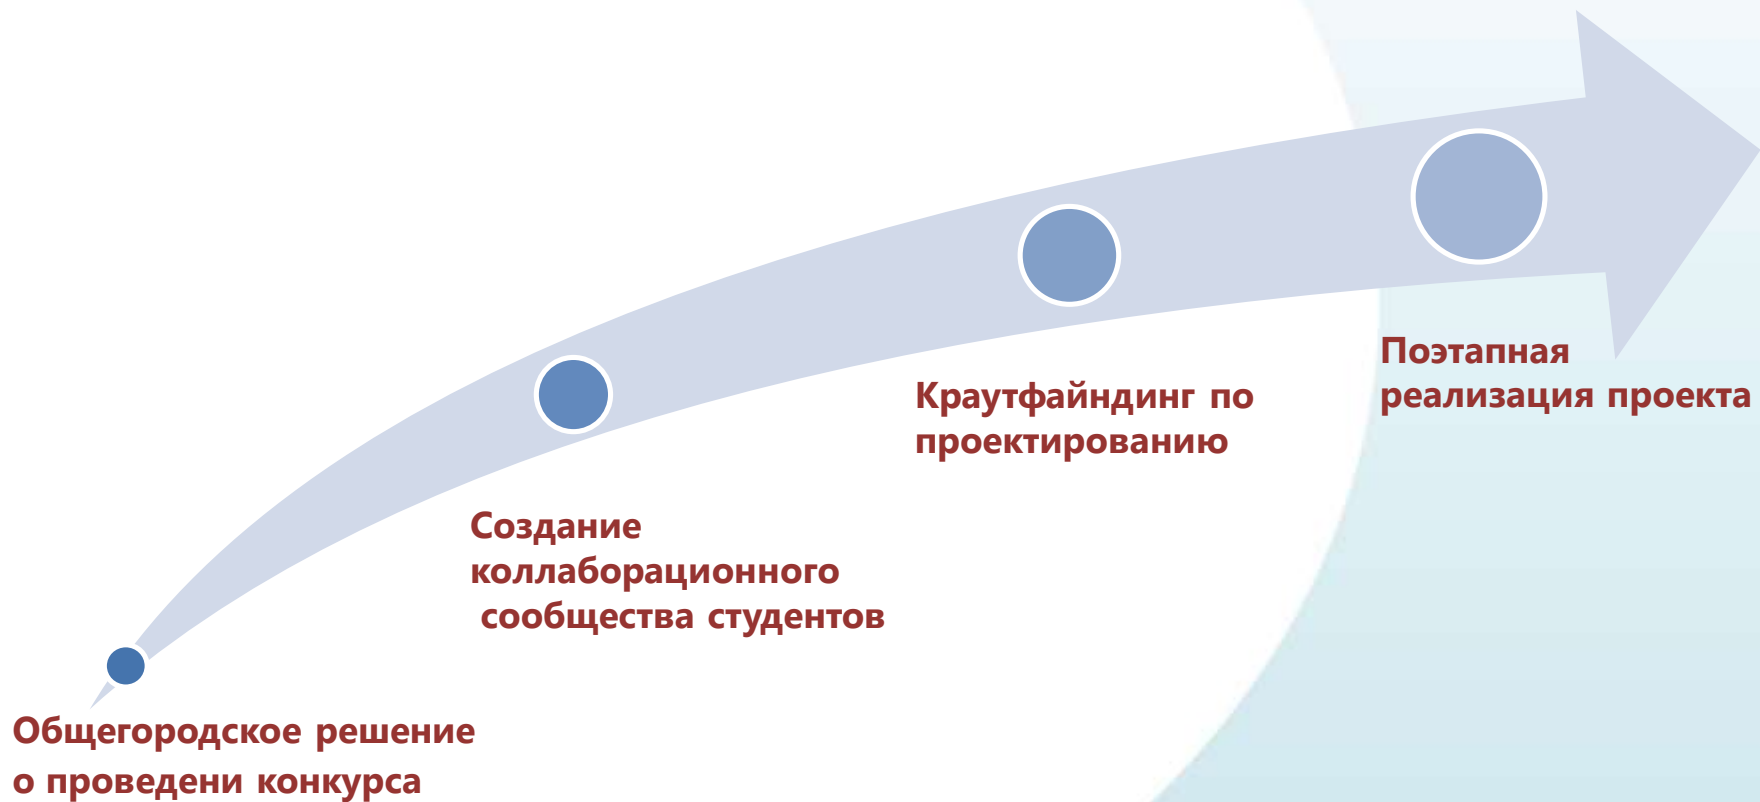 Общегородское решение
о проведени конкурса
Создание
коллаборационного
сообщества студентов
Краутфайндинг по
проектированию
Поэтапная
реализация проекта